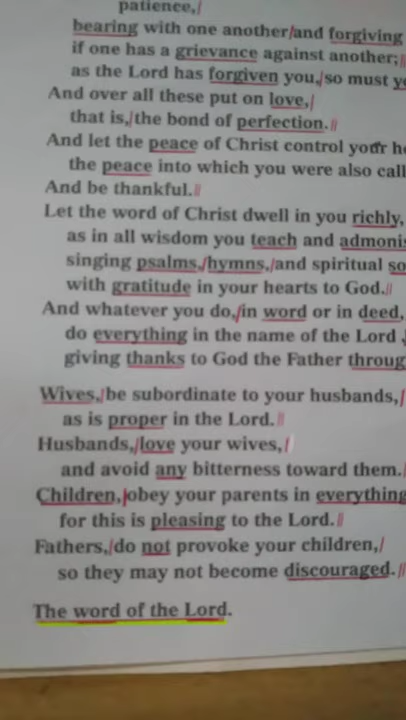 patience,
bearing with one another and forgiving
if one has a grievance against another;
as the Lord has forgiven you, so must
And over all these put on love,
that is, the bond of perfection.
And let the peace of Christ control your
the peace into which you were also
And be thankful.
Let the word of Christ dwell in you richly,
as in all wisdom you teach and
singing psalms, hymns, and spiritual
with gratitude in your hearts to God.
And whatever you do, in word or in deed,
do everything in the name of the Lord
giving thanks to God the Father
Wives, be subordinate to your husbands,
as is proper in the Lord.
Husbands, love your wives,
and avoid any bitterness toward them.
Children, obey your parents in everything
for this is pleasing to the Lord.
Fathers, do not provoke your children,
so they may not become discouraged.
The word of the Lord.